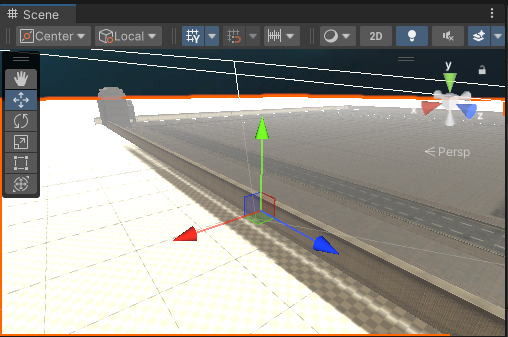 Scene
Center
Local
2D
y
x
z
Persp